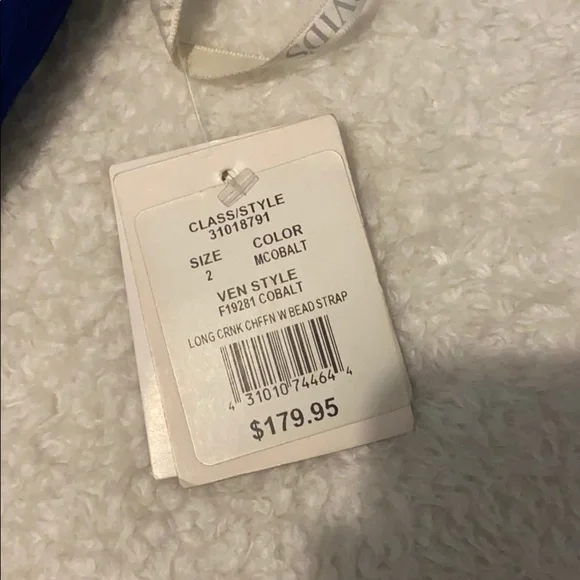 VIDS
CLASS/STYLE
31018791
SIZE COLOR
2 MCOBALT
VEN STYLE
F19281 COBALT
LONG CRNK CHFFN W BEAD STRAP
4 31010 74464 4
$179.95